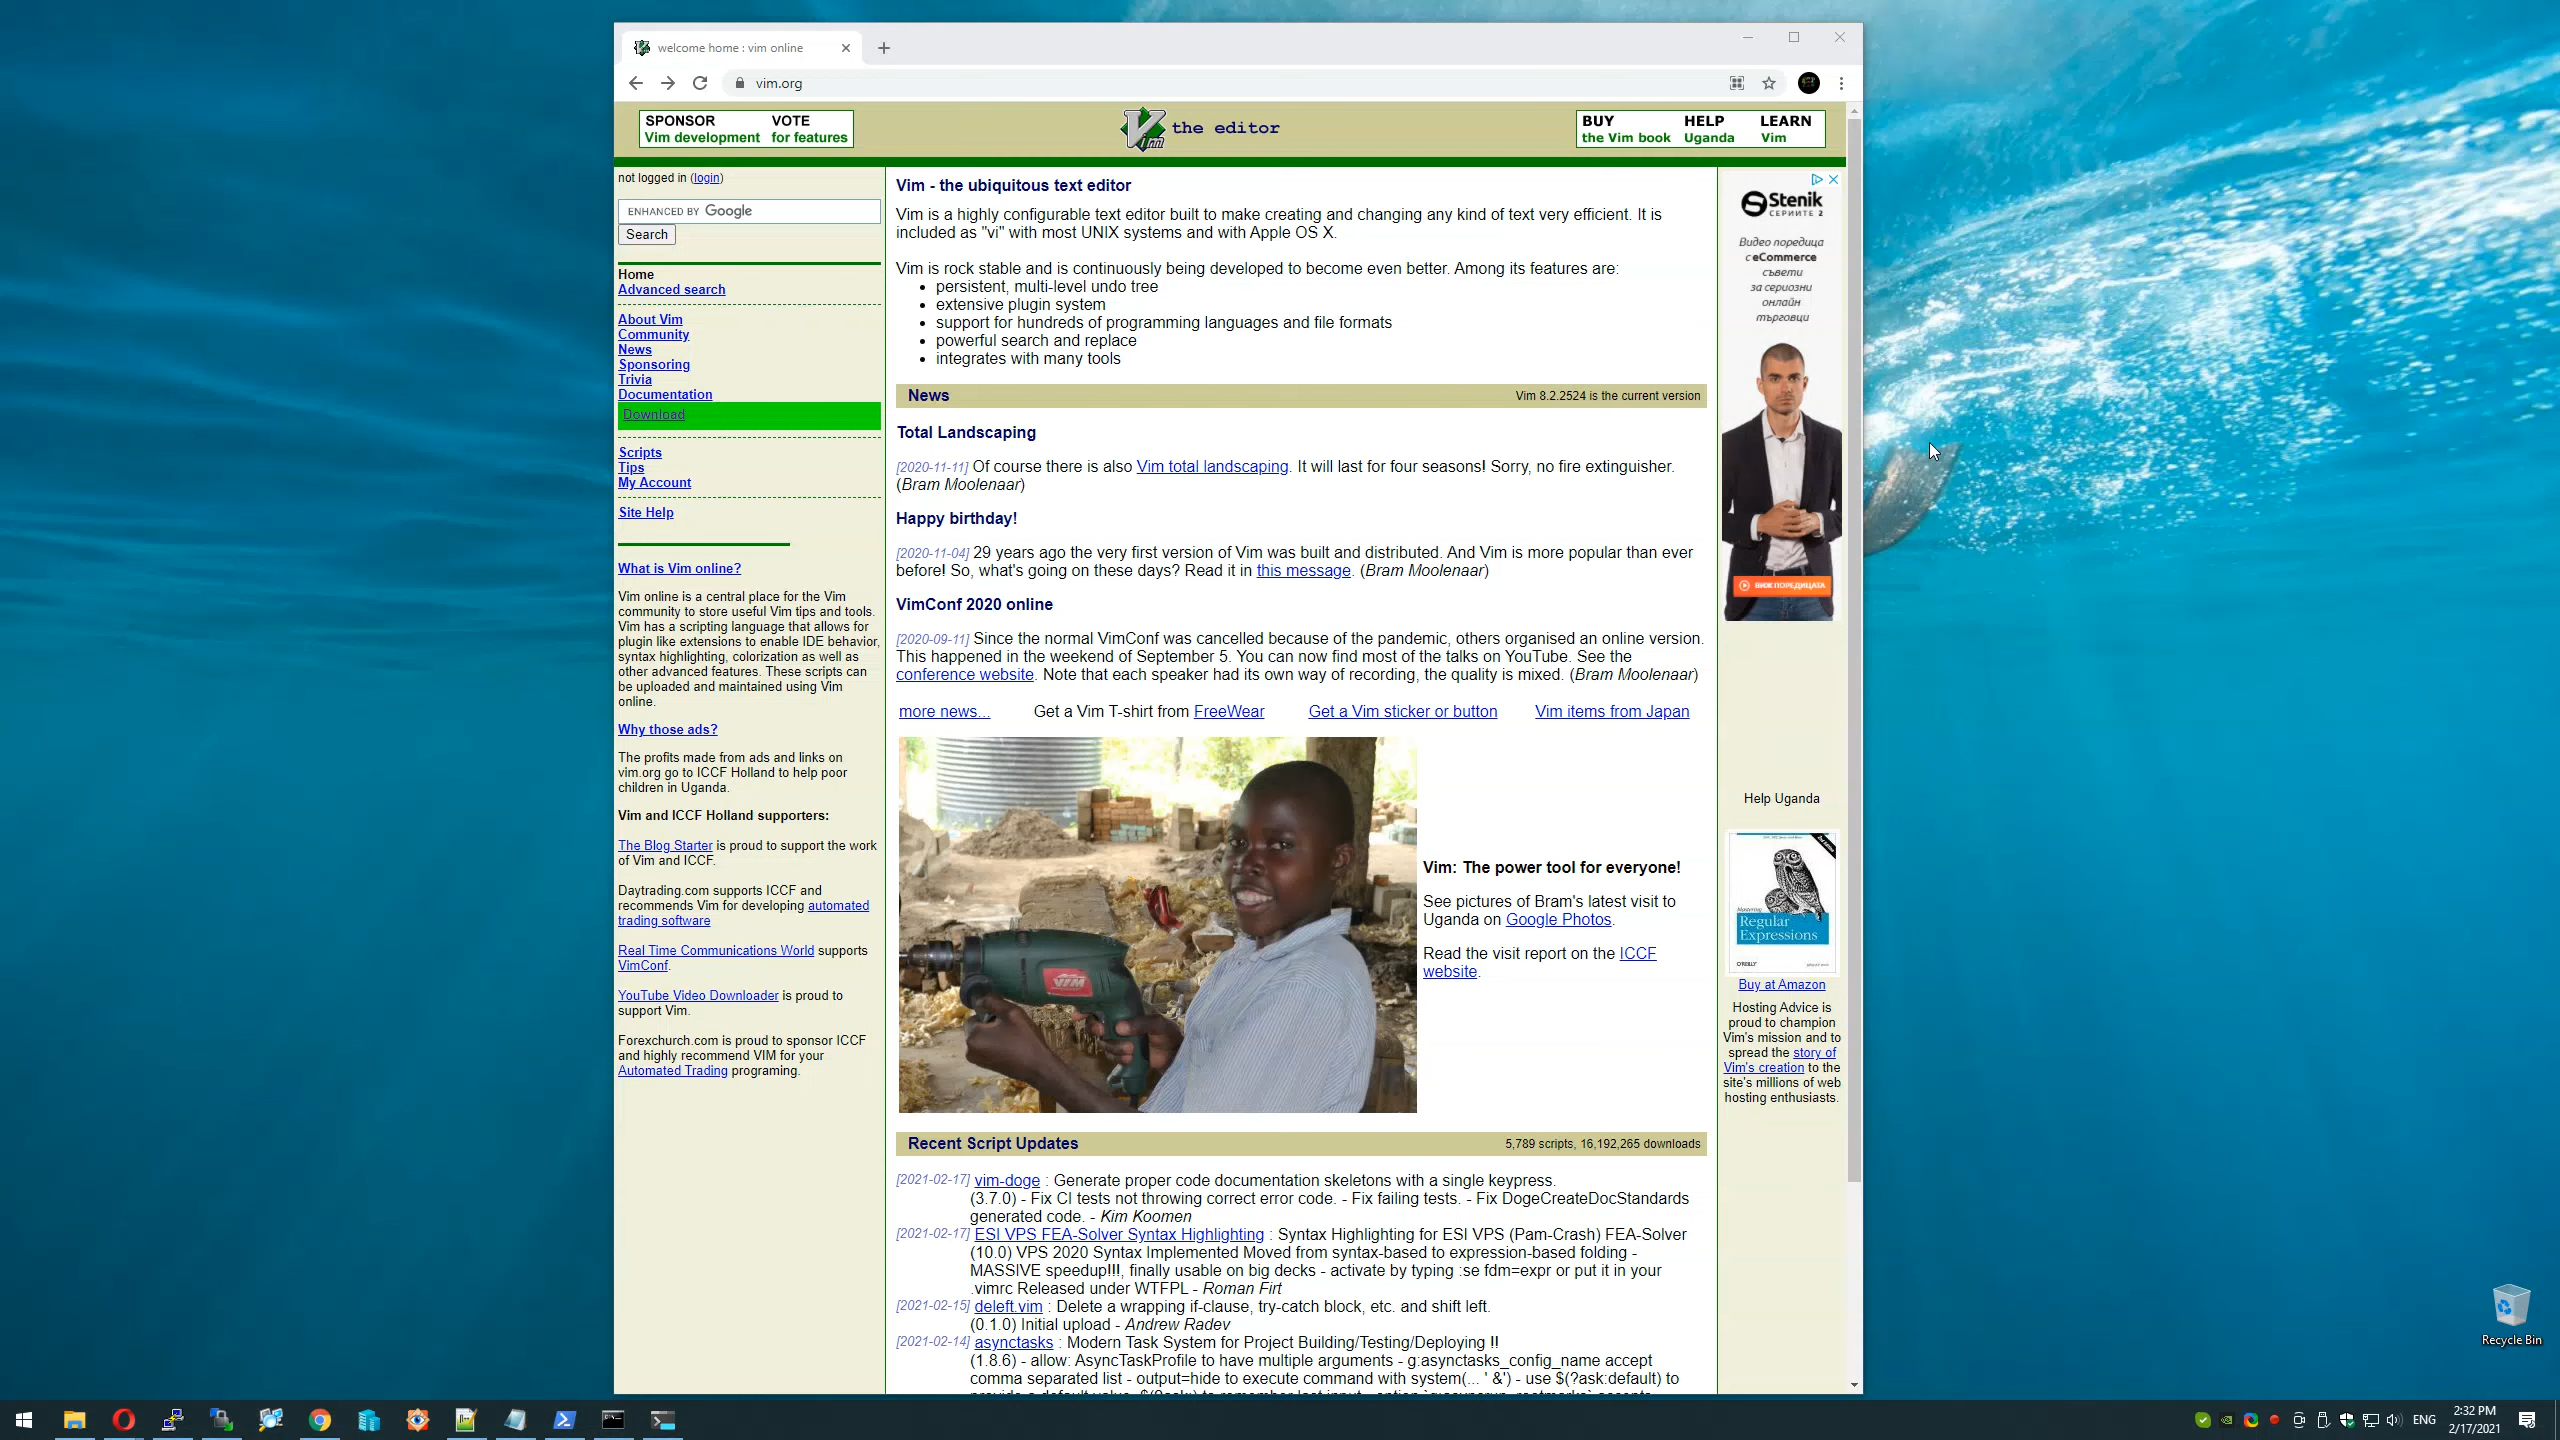 welcome home : vim online
vim.org
SPONSOR VOTE
Vim development for features
Vim the editor
BUY HELP LEARN
the Vim book Uganda Vim
not logged in (login)
ENHANCED BY Google
Search
Home
Advanced search
About Vim
Community
News
Sponsoring
Trivia
Documentation
Download
Scripts
Tips
My Account
Site Help
What is Vim online?
Vim online is a central place for the Vim
community to store useful Vim tips and tools.
Vim has a scripting language that allows for
plugin like extensions to enable IDE behavior,
syntax highlighting, colorization as well as
other advanced features. These scripts can
be uploaded and maintained using Vim
online.
Why those ads?
The profits made from ads and links on
vim.org go to ICCF Holland to help poor
children in Uganda.
Vim and ICCF Holland supporters:
The Blog Starter is proud to support the work
of Vim and ICCF.
Daytrading.com supports ICCF and
recommends Vim for developing automated
trading software
Real Time Communications World supports
VimConf.
YouTube Video Downloader is proud to
support Vim.
Forexchurch.com is proud to sponsor ICCF
and highly recommend VIM for your
Automated Trading programing.
Vim - the ubiquitous text editor
Vim is a highly configurable text editor built to make creating and changing any kind of text very efficient. It is
included as "vi" with most UNIX systems and with Apple OS X.
Vim is rock stable and is continuously being developed to become even better. Among its features are:
• persistent, multi-level undo tree
• extensive plugin system
• support for hundreds of programming languages and file formats
• powerful search and replace
• integrates with many tools
News Vim 8.2.2524 is the current version
Total Landscaping
[2020-11-11] Of course there is also Vim total landscaping. It will last for four seasons! Sorry, no fire extinguisher.
(Bram Moolenaar)
Happy birthday!
[2020-11-04] 29 years ago the very first version of Vim was built and distributed. And Vim is more popular than ever
before! So, what's going on these days? Read it in this message. (Bram Moolenaar)
VimConf 2020 online
[2020-09-11] Since the normal VimConf was cancelled because of the pandemic, others organised an online version.
This happened in the weekend of September 5. You can now find most of the talks on YouTube. See the
conference website. Note that each speaker had its own way of recording, the quality is mixed. (Bram Moolenaar)
more news... Get a Vim T-shirt from FreeWear Get a Vim sticker or button Vim items from Japan
VIM
Vim: The power tool for everyone!
See pictures of Bram's latest visit to
Uganda on Google Photos.
Read the visit report on the ICCF
website.
Recent Script Updates 5,789 scripts, 16,192,265 downloads
[2021-02-17] vim-doge : Generate proper code documentation skeletons with a single keypress.
(3.7.0) - Fix CI tests not throwing correct error code. - Fix failing tests. - Fix DogeCreateDocStandards
generated code. - Kim Koomen
[2021-02-17] ESI VPS FEA-Solver Syntax Highlighting : Syntax Highlighting for ESI VPS (Pam-Crash) FEA-Solver
(10.0) VPS 2020 Syntax Implemented Moved from syntax-based to expression-based folding -
MASSIVE speedup!!!, finally usable on big decks - activate by typing :se fdm=expr or put it in your
.vimrc Released under WTFPL - Roman Firt
[2021-02-15] deleft.vim : Delete a wrapping if-clause, try-catch block, etc. and shift left.
(0.1.0) Initial upload - Andrew Radev
[2021-02-14] asynctasks : Modern Task System for Project Building/Testing/Deploying !!
(1.8.6) - allow: AsyncTaskProfile to have multiple arguments - g:asynctasks_config_name accept
comma separated list - output=hide to execute command with system(... ' &') - use $(?ask:default) to
Stenik
СЕРИИТЕ 2
Видео поредица
с eCommerce
съвети
за сериозни
онлайн
търговци
ВИЖ ПОРЕДИЦАТА
Help Uganda
Mastering
Regular
Expressions
O'REILLY
Buy at Amazon
Hosting Advice is
proud to champion
Vim's mission and to
spread the story of
Vim's creation to the
site's millions of web
hosting enthusiasts.
Recycle Bin
ENG
2:32 PM
2/17/2021